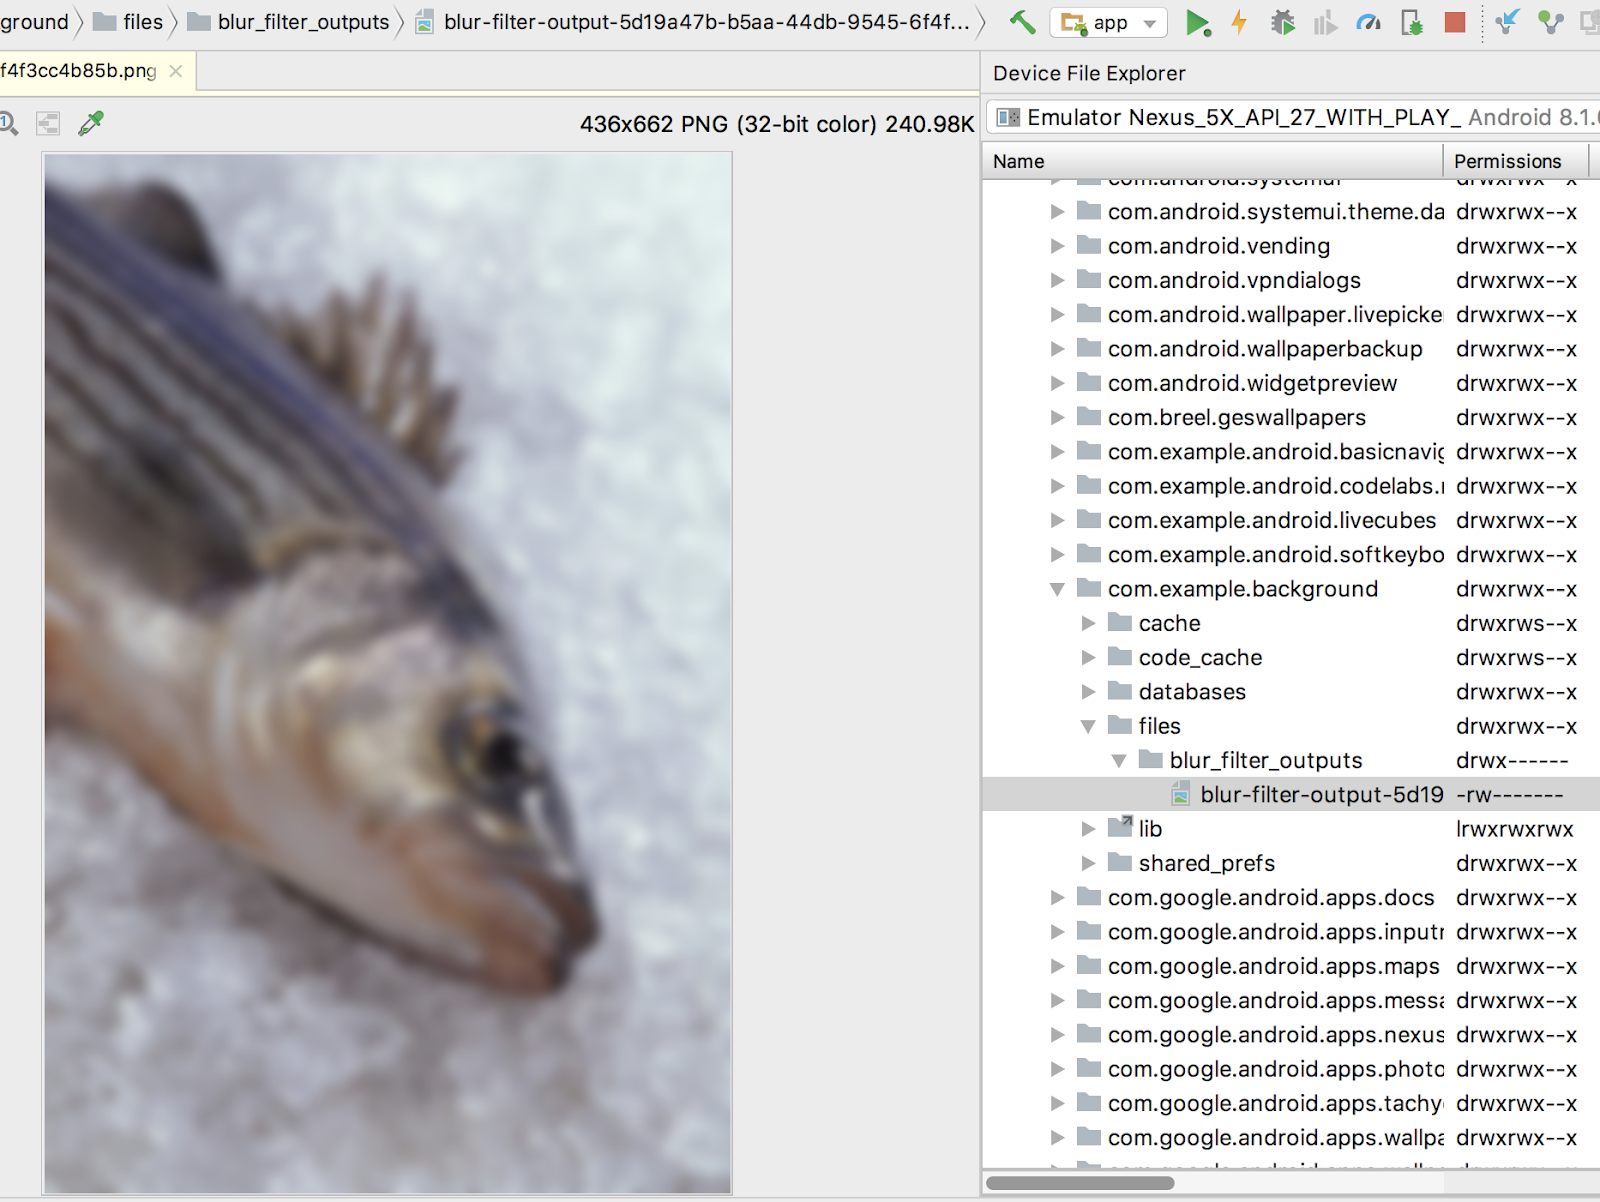 ground files blur_filter_outputs blur-filter-output-5d19a47b-b5aa-44db-9545-6f4f... app
f4f3cc4b85b.png
436x662 PNG (32-bit color) 240.98K
Device File Explorer
Emulator Nexus_5X_API_27_WITH_PLAY_ Android 8.1.0
Name Permissions
com.android.systemui drwxrwx--x
com.android.systemui.theme.da drwxrwx--x
com.android.vending drwxrwx--x
com.android.vpndialogs drwxrwx--x
com.android.wallpaper.livepicke drwxrwx--x
com.android.wallpaperbackup drwxrwx--x
com.android.widgetpreview drwxrwx--x
com.breel.geswallpapers drwxrwx--x
com.example.android.basicnavig drwxrwx--x
com.example.android.codelabs.r drwxrwx--x
com.example.android.livecubes drwxrwx--x
com.example.android.softkeybo drwxrwx--x
com.example.background drwxrwx--x
cache drwxrws--x
code_cache drwxrws--x
databases drwxrwx--x
files drwxrwx--x
blur_filter_outputs drwx------
blur-filter-output-5d19 -rw-------
lib lrwxrwxrwx
shared_prefs drwxrwx--x
com.google.android.apps.docs drwxrwx--x
com.google.android.apps.inputr drwxrwx--x
com.google.android.apps.maps drwxrwx--x
com.google.android.apps.messa drwxrwx--x
com.google.android.apps.nexus drwxrwx--x
com.google.android.apps.photo drwxrwx--x
com.google.android.apps.tachy drwxrwx--x
com.google.android.apps.wallpa drwxrwx--x